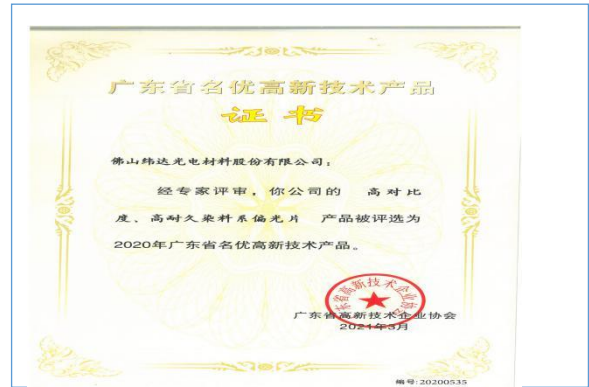 广东省名优高新技术产品
证书
佛山纬达光电材料股份有限公司：
经专家评审，你公司的 高对比
度、高耐久染料系偏光片 产品被评选为
2020年广东省名优高新技术产品。
广东省高新技术企业协会
2021年3月
编号:20200535